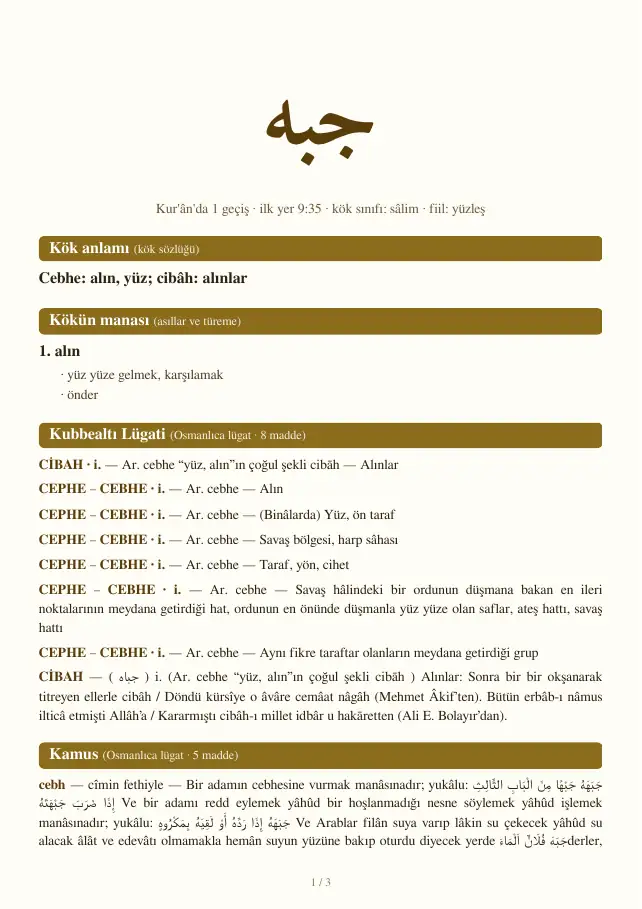 جبه
Kur'ân'da 1 geçiş · ilk yer 9:35 · kök sınıfı: sâlim · fiil: yüzleş
Kök anlamı (kök sözlüğü)
Cebhe: alın, yüz; cibâh: alınlar
Kökün manası (asıllar ve türeme)
1. alın
· yüz yüze gelmek, karşılamak
· önder
Kubbealtı Lügati (Osmanlıca lügat · 8 madde)
CİBAH · i. — Ar. cebhe “yüz, alın”ın çoğul şekli cibāh — Alınlar
CEPHE – CEBHE · i. — Ar. cebhe — Alın
CEPHE – CEBHE · i. — Ar. cebhe — (Binâlarda) Yüz, ön taraf
CEPHE – CEBHE · i. — Ar. cebhe — Savaş bölgesi, harp sâhası
CEPHE – CEBHE · i. — Ar. cebhe — Taraf, yön, cihet
CEPHE – CEBHE · i. — Ar. cebhe — Savaş hâlindeki bir ordunun düşmana bakan en ileri
noktalarının meydana getirdiği hat, ordunun en önünde düşmanla yüz yüze olan saflar, ateş hattı, savaş
hattı
CEPHE – CEBHE · i. — Ar. cebhe — Aynı fikre taraftar olanların meydana getirdiği grup
CİBAH — ( جباه ) i. (Ar. cebhe “yüz, alın”ın çoğul şekli cibāh ) Alınlar: Sonra bir bir okşanarak
titreyen ellerle cibâh / Döndü kürsîye o âvâre cemâat nâgâh (Mehmet Âkif’ten). Bütün erbâb-ı nâmus
ilticâ etmişti Allâh’a / Kararmıştı cibâh-ı millet idbâr u hakāretten (Ali E. Bolayır’dan).
Kamus (Osmanlıca lügat · 5 madde)
cebh — cîmin fethiyle — Bir adamın cebhesine vurmak manâsınadır; yukâlu: جَبَهَهُ جَبْهًا مِنَ الْبَابِ الثَّالِثِ
إِذَا ضَرَبَ جَبْهَتَهُ Ve bir adamı redd eylemek yâhûd bir hoşlanmadığı nesne söylemek yâhûd işlemek
manâsınadır; yukâlu: جَبَهَهُ إِذَا رَدَّهُ أَوْ لَقِيَهُ بِمَكْرُوهٍ Ve Arablar filân suya varıp lâkin su çekecek yâhûd su
alacak âlât ve edevâtı olmamakla hemân suyun yüzüne bakıp oturdu diyecek yerde جَبَهَ فُلَانٌ الْمَاءَ derler,
1 / 3